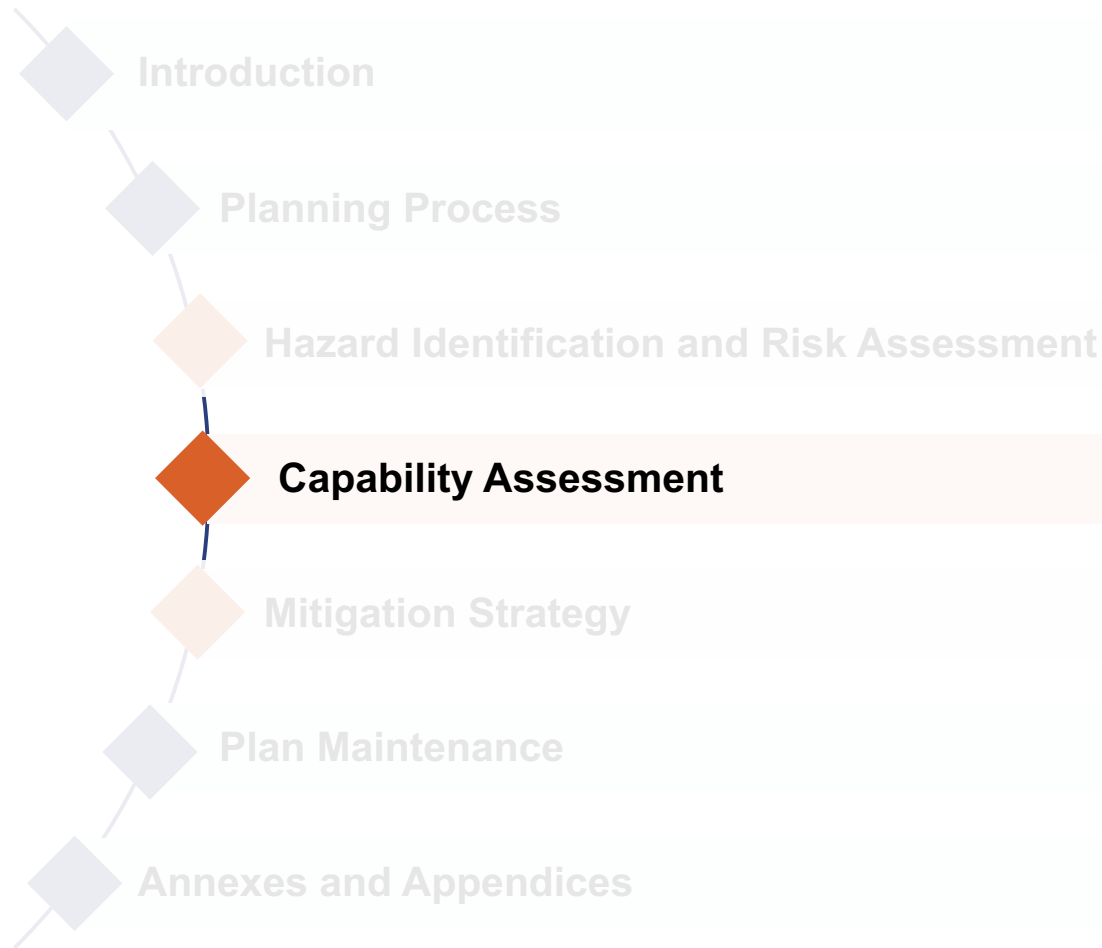 Introduction
Planning Process
Hazard Identification and Risk Assessment
Capability Assessment
Mitigation Strategy
Plan Maintenance
Annexes and Appendices